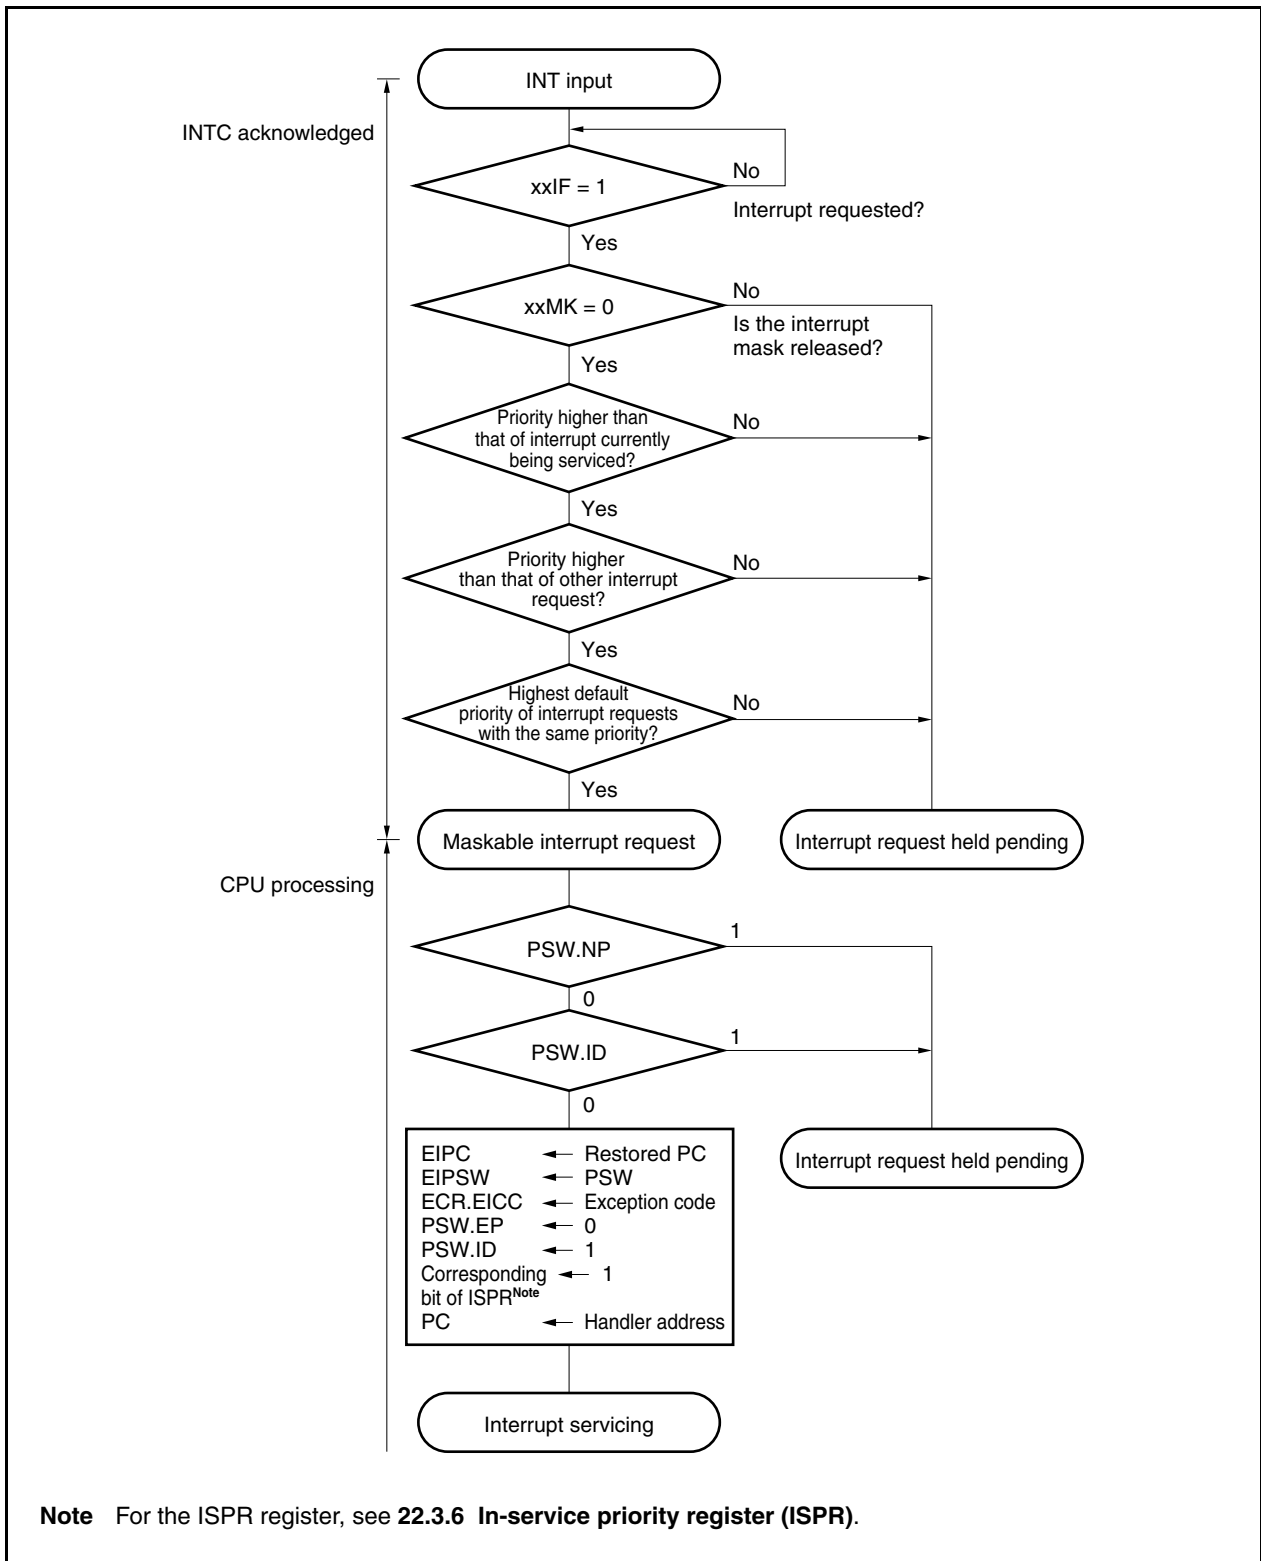 INT input
INTC acknowledged
xxIF = 1
No
Interrupt requested?
Yes
xxMK = 0
No
Is the interrupt
mask released?
Yes
Priority higher than
that of interrupt currently
being serviced?
No
Yes
Priority higher
than that of other interrupt
request?
No
Yes
Highest default
priority of interrupt requests
with the same priority?
No
Yes
Maskable interrupt request
Interrupt request held pending
CPU processing
PSW.NP
1
0
PSW.ID
1
0
EIPC ← Restored PC
EIPSW ← PSW
ECR.EICC ← Exception code
PSW.EP ← 0
PSW.ID ← 1
Corresponding ← 1
bit of ISPRNote
PC ← Handler address
Interrupt request held pending
Interrupt servicing
Note For the ISPR register, see 22.3.6 In-service priority register (ISPR).